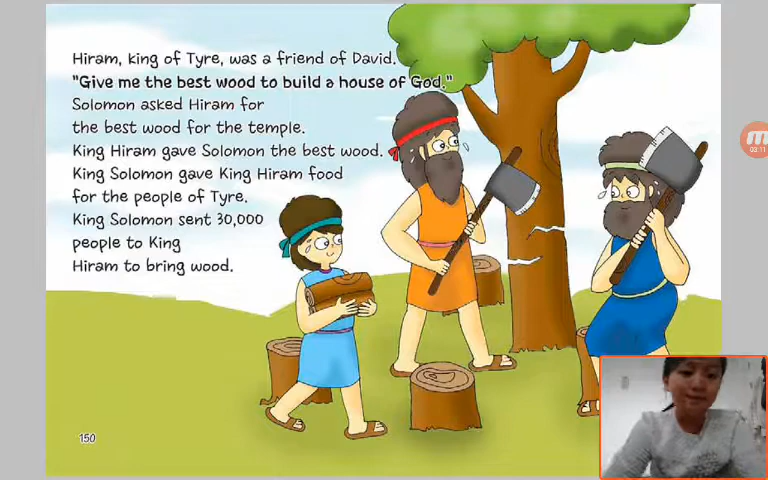 Hiram, king of Tyre, was a friend of David.
"Give me the best wood to build a house of God."
Solomon asked Hiram for
the best wood for the temple.
King Hiram gave Solomon the best wood.
King Solomon gave King Hiram food
for the people of Tyre.
King Solomon sent 30,000
people to King
Hiram to bring wood.
150
00:11